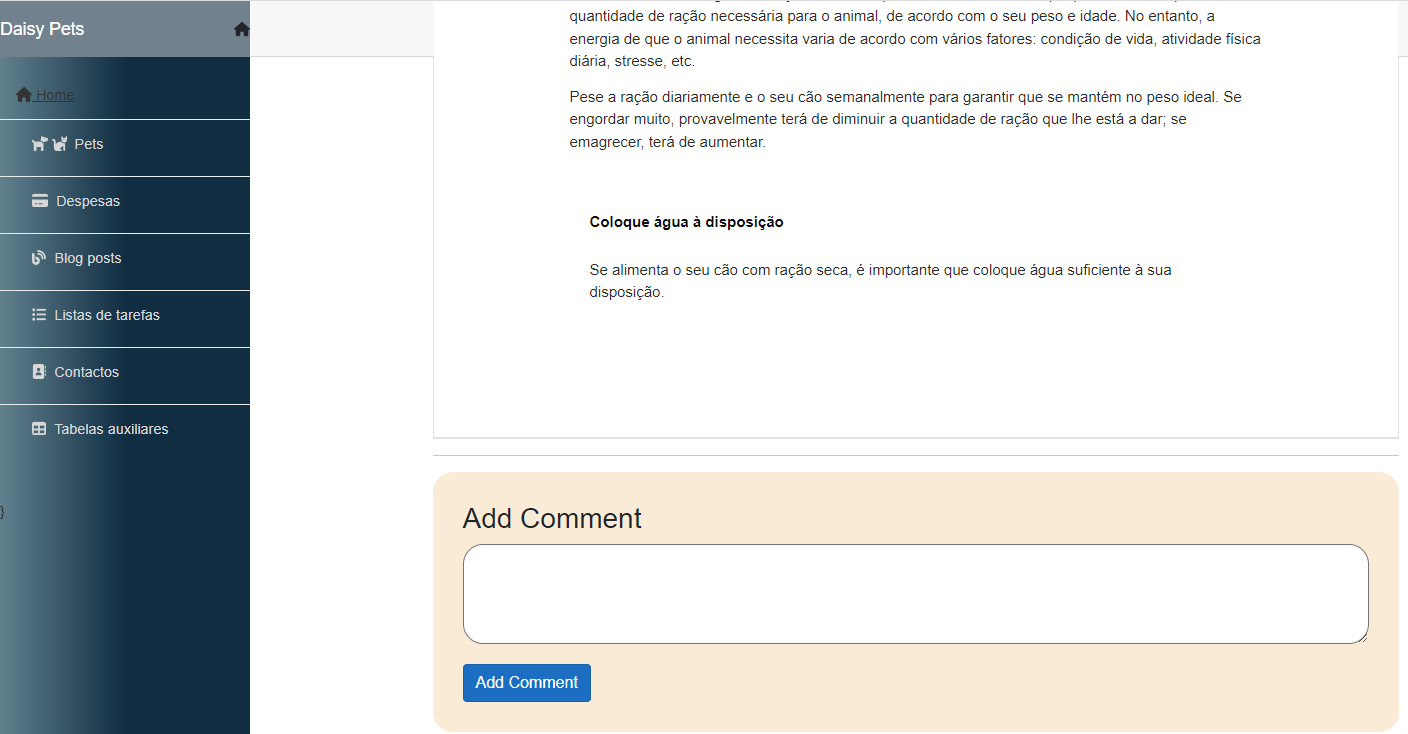 Daisy Pets
Home
Pets
Despesas
Blog posts
Listas de tarefas
Contactos
Tabelas auxiliares
}
quantidade de ração necessária para o animal, de acordo com o seu peso e idade. No entanto, a
energia de que o animal necessita varia de acordo com vários fatores: condição de vida, atividade física
diária, stresse, etc.
Pese a ração diariamente e o seu cão semanalmente para garantir que se mantém no peso ideal. Se
engordar muito, provavelmente terá de diminuir a quantidade de ração que lhe está a dar; se
emagrecer, terá de aumentar.
Coloque água à disposição
Se alimenta o seu cão com ração seca, é importante que coloque água suficiente à sua
disposição.
Add Comment
Add Comment